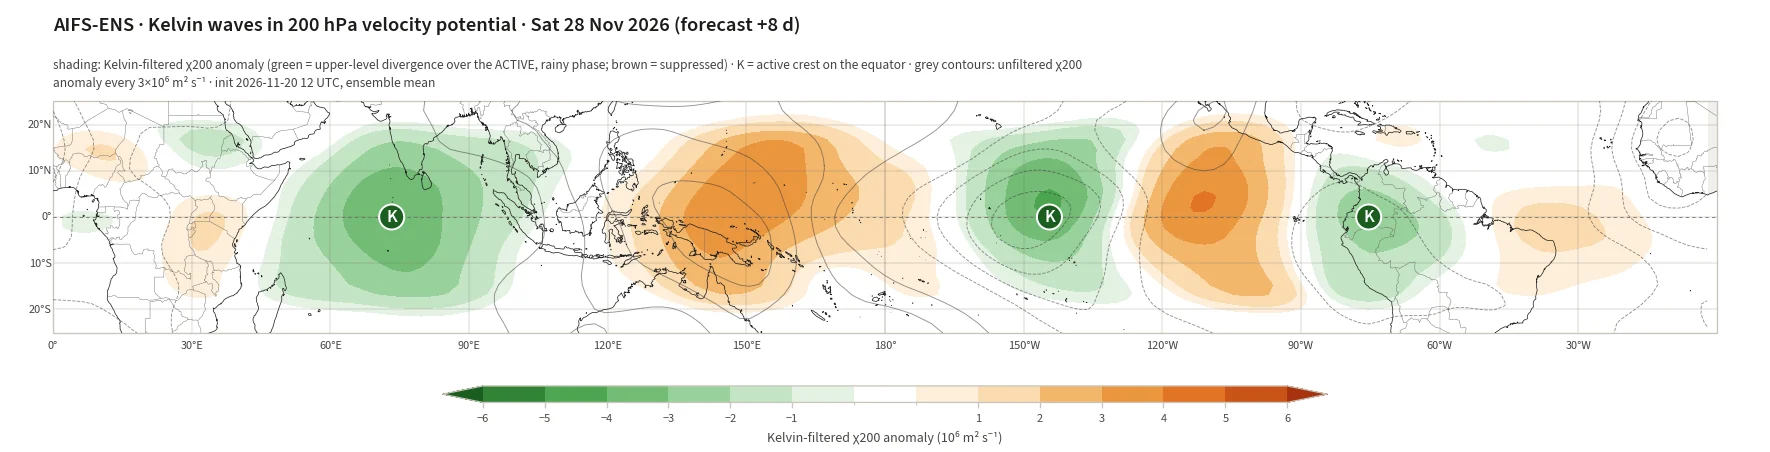 AIFS-ENS · Kelvin waves in 200 hPa velocity potential · Sat 28 Nov 2026 (forecast +8 d)
shading: Kelvin-filtered χ200 anomaly (green = upper-level divergence over the ACTIVE, rainy phase; brown = suppressed) · K = active crest on the equator · grey contours: unfiltered χ200
anomaly every 3×10⁶ m² s⁻¹ · init 2026-11-20 12 UTC, ensemble mean
20°N
10°N
0°
10°S
20°S
K K K
0° 30°E 60°E 90°E 120°E 150°E 180° 150°W 120°W 90°W 60°W 30°W
−6 −5 −4 −3 −2 −1 1 2 3 4 5 6
Kelvin-filtered χ200 anomaly (10⁶ m² s⁻¹)